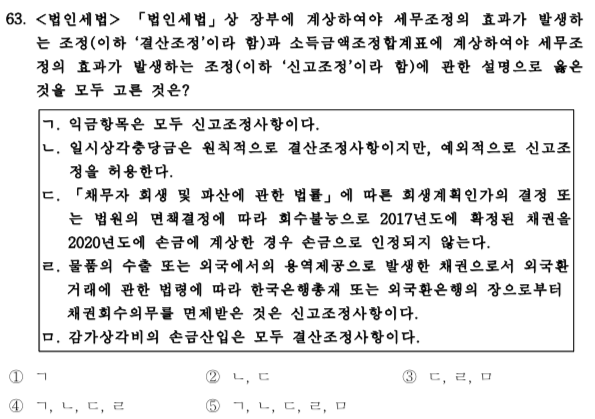 63. <법인세법> 「법인세법」상 장부에 계상하여야 세무조정의 효과가 발생하
는 조정(이하 ‘결산조정’이라 함)과 소득금액조정합계표에 계상하여야 세무조
정의 효과가 발생하는 조정(이하 ‘신고조정’이라 함)에 관한 설명으로 옳은
것을 모두 고른 것은?
ㄱ. 익금항목은 모두 신고조정사항이다.
ㄴ. 일시상각충당금은 원칙적으로 결산조정사항이지만, 예외적으로 신고조
정을 허용한다.
ㄷ. 「채무자 회생 및 파산에 관한 법률」에 따른 회생계획인가의 결정 또
는 법원의 면책결정에 따라 회수불능으로 2017년도에 확정된 채권을
2020년도에 손금에 계상한 경우 손금으로 인정되지 않는다.
ㄹ. 물품의 수출 또는 외국에서의 용역제공으로 발생한 채권으로서 외국환
거래에 관한 법령에 따라 한국은행총재 또는 외국환은행의 장으로부터
채권회수의무를 면제받은 것은 신고조정사항이다.
ㅁ. 감가상각비의 손금산입은 모두 결산조정사항이다.
① ㄱ ② ㄴ, ㄷ ③ ㄷ, ㄹ, ㅁ
④ ㄱ, ㄴ, ㄷ, ㄹ ⑤ ㄱ, ㄴ, ㄷ, ㄹ, ㅁ